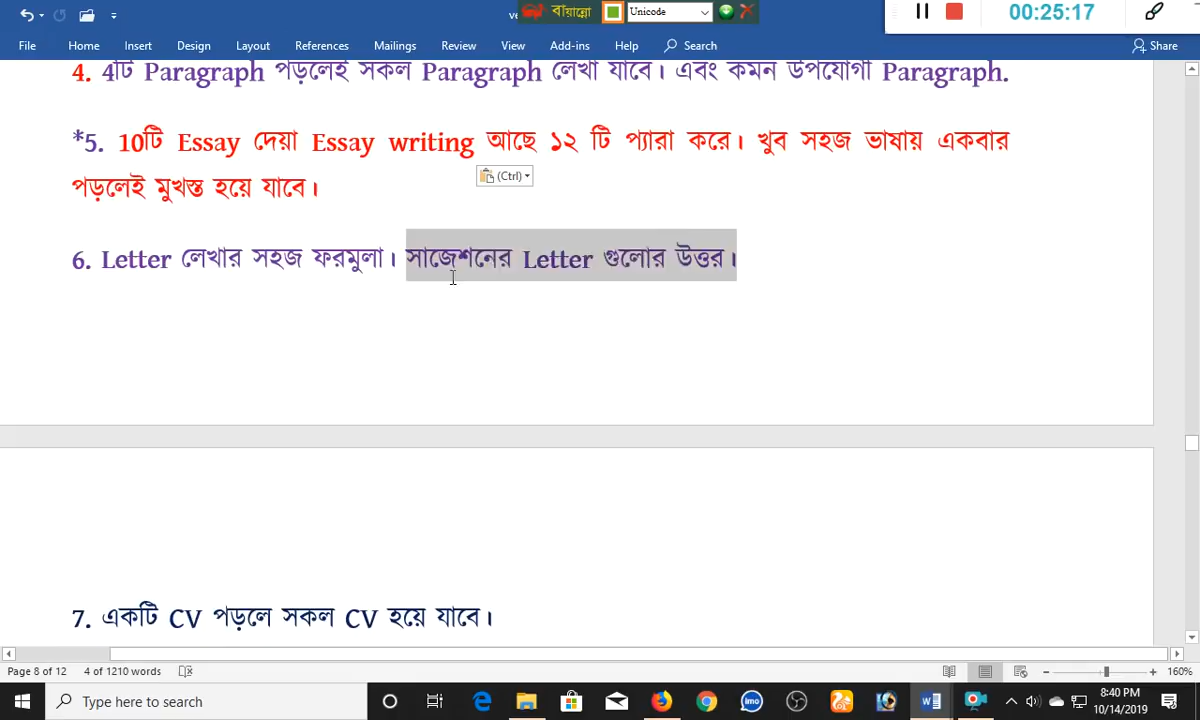 ve বায়ান্নো Unicode 00:25:17
File Home Insert Design Layout References Mailings Review View Add-ins Help Search Share
4. 4টি Paragraph পড়লেই সকল Paragraph লেখা যাবে। এবং কমন উপযোগী Paragraph.
*5. 10টি Essay দেয়া Essay writing আছে ১২ টি প্যারা করে। খুব সহজ ভাষায় একবার
(Ctrl)
পড়লেই মুখস্ত হয়ে যাবে।
6. Letter লেখার সহজ ফরমুলা। সাজেশনের Letter গুলোর উত্তর।
7. একটি CV পড়লে সকল CV হয়ে যাবে।
Page 8 of 12 4 of 1210 words 160%
Type here to search imo 8:40 PM
10/14/2019